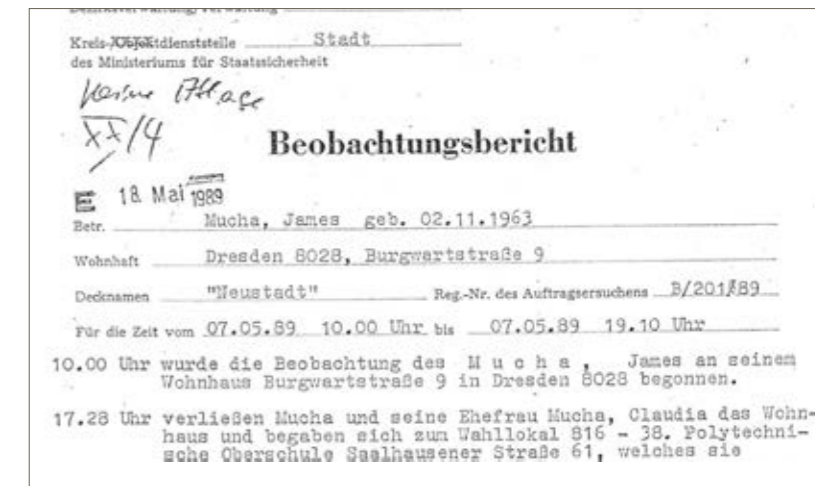 Kreis-/Objektdienststelle Stadt
des Ministeriums für Staatssicherheit
keine Ablage
XX/4
Beobachtungsbericht
E 18. Mai 1989
Betr. Mucha, James geb. 02.11.1963
Wohnhaft Dresden 8028, Burgwartstraße 9
Decknamen "Neustadt" Reg.-Nr. des Auftragsersuchens B/201/89
Für die Zeit vom 07.05.89 10.00 Uhr bis 07.05.89 19.10 Uhr
10.00 Uhr wurde die Beobachtung des M u c h a , James an seinem
Wohnhaus Burgwartstraße 9 in Dresden 8028 begonnen.
17.28 Uhr verließen Mucha und seine Ehefrau Mucha, Claudia das Wohn-
haus und begaben sich zum Wahllokal 816 - 38. Polytechni-
sche Oberschule Saalhausener Straße 61, welches sie